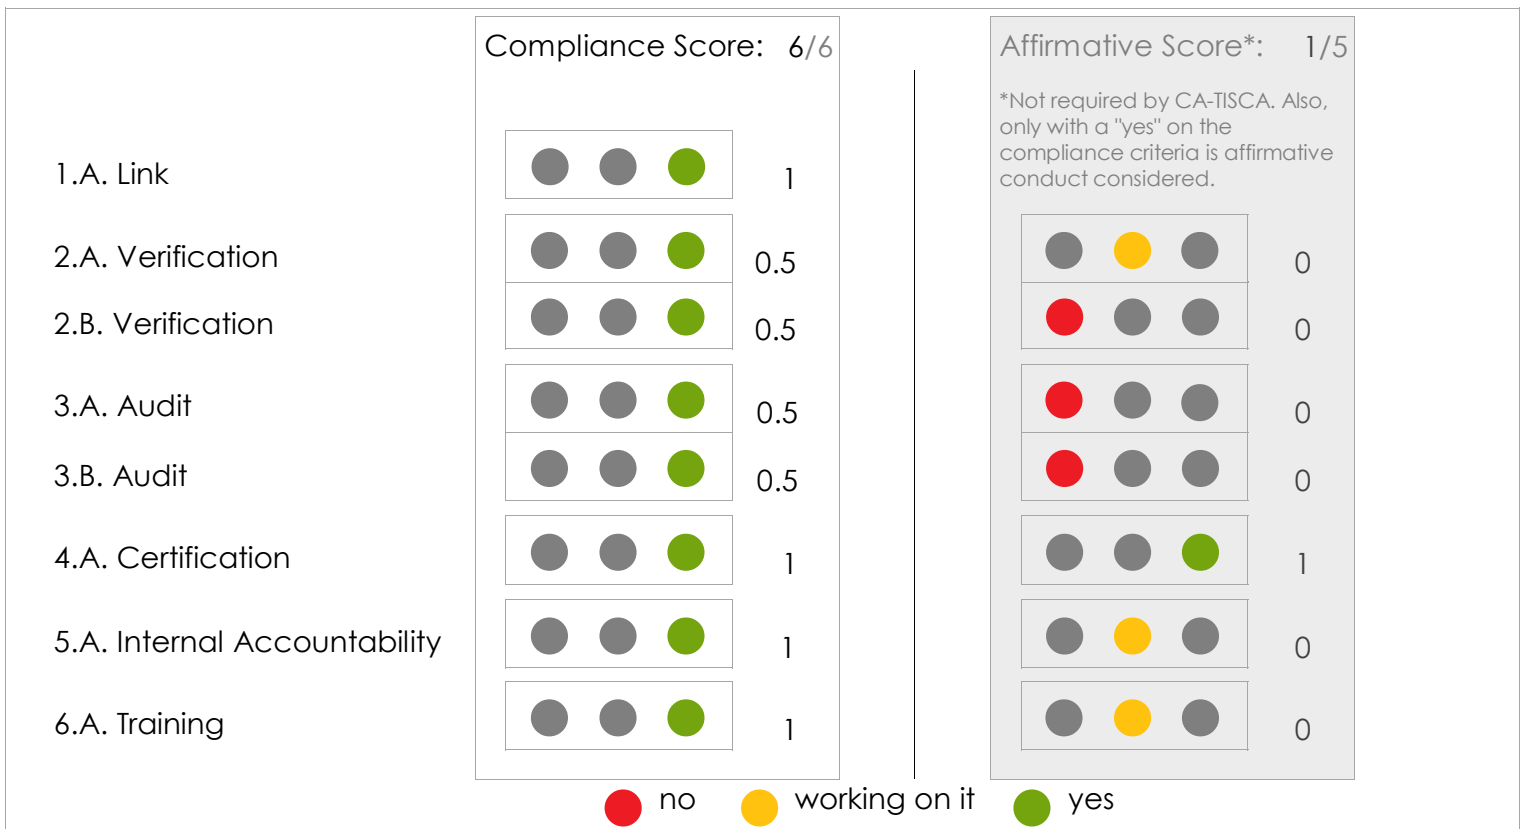 Compliance Score: 6/6
Affirmative Score*: 1/5
*Not required by CA-TISCA. Also,
only with a "yes" on the
compliance criteria is affirmative
conduct considered.
1.A. Link 1
2.A. Verification 0.5 0
2.B. Verification 0.5 0
3.A. Audit 0.5 0
3.B. Audit 0.5 0
4.A. Certification 1 1
5.A. Internal Accountability 1 0
6.A. Training 1 0
no working on it yes